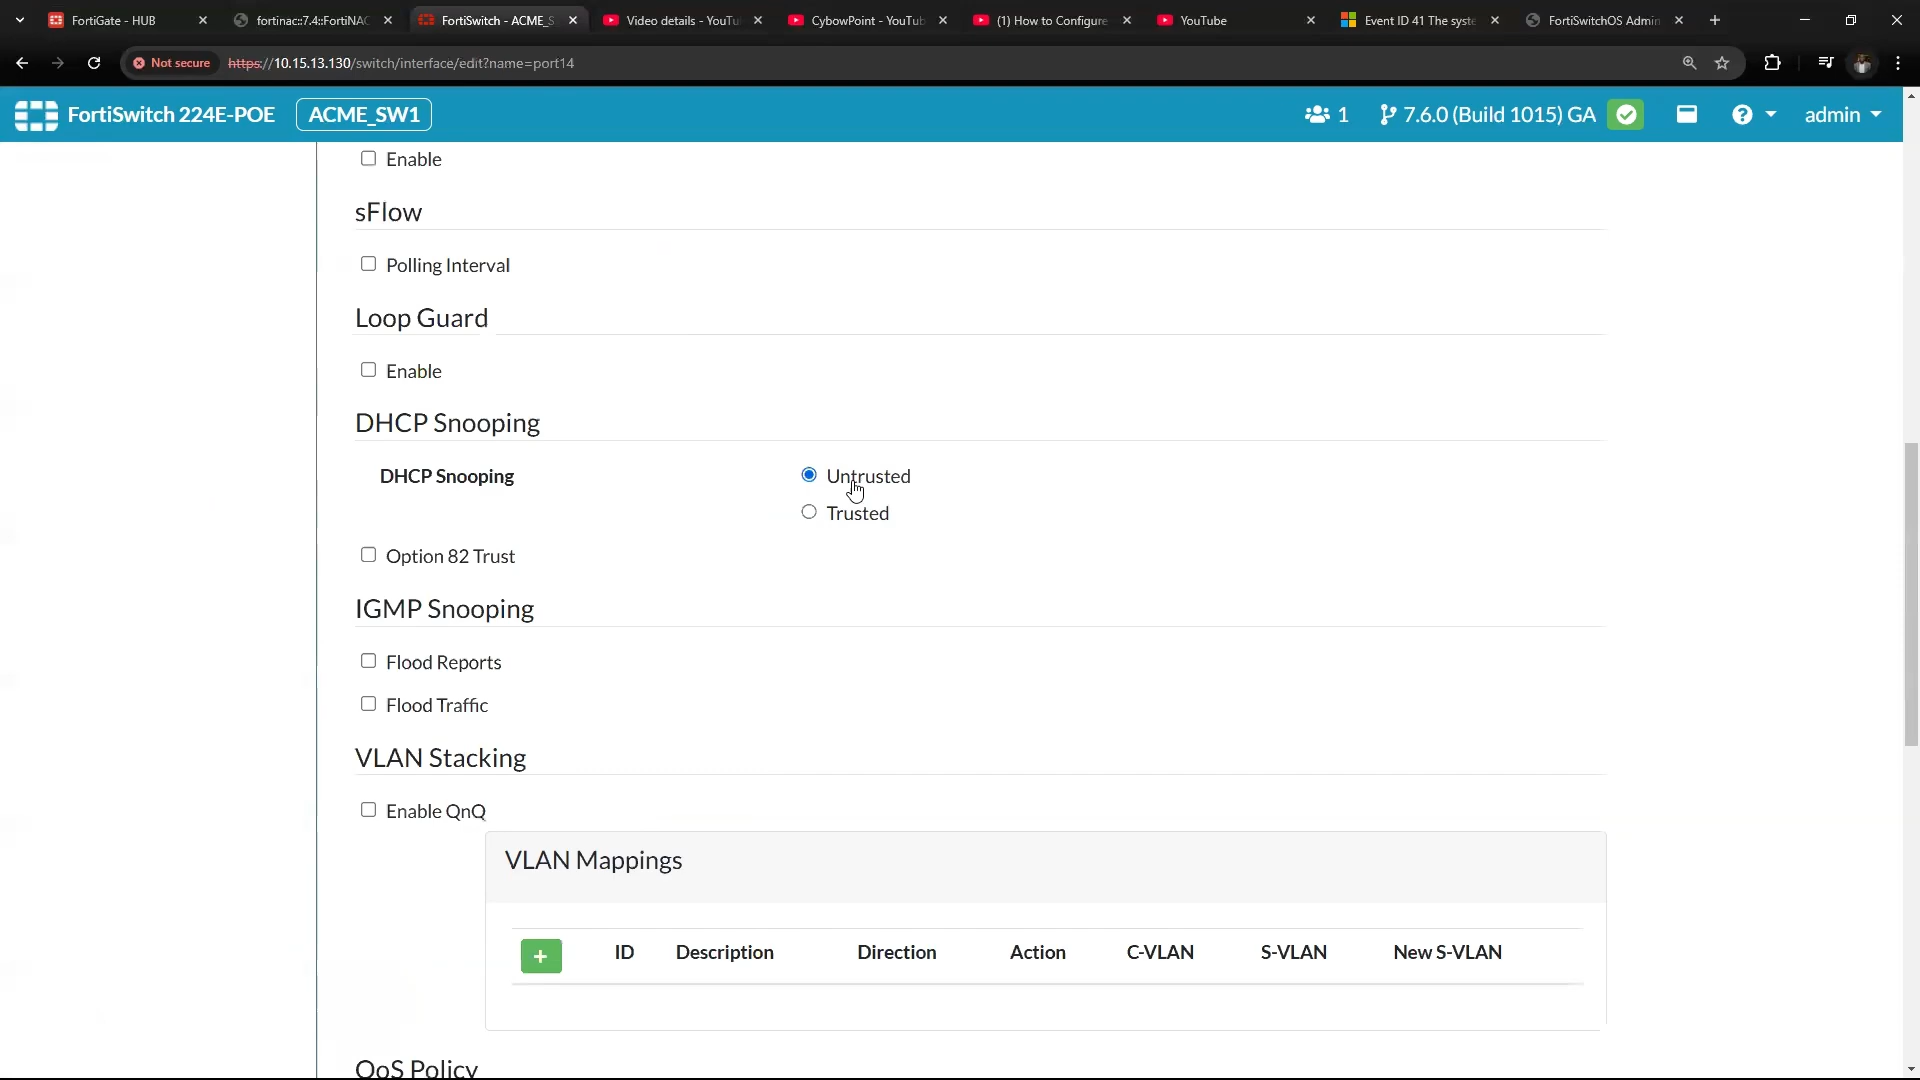 FortiGate - HUB
fortinac::7.4::FortiNAC
FortiSwitch - ACME_S
Video details - YouTu
CybowPoint - YouTub
(1) How to Configure
YouTube
Event ID 41 The syste
FortiSwitchOS Admin
Not secure
https://10.15.13.130/switch/interface/edit?name=port14
FortiSwitch 224E-POE
ACME_SW1
1
7.6.0 (Build 1015) GA
admin
Enable
sFlow
Polling Interval
Loop Guard
Enable
DHCP Snooping
DHCP Snooping
Untrusted
Trusted
Option 82 Trust
IGMP Snooping
Flood Reports
Flood Traffic
VLAN Stacking
Enable QnQ
VLAN Mappings
+ ID Description Direction Action C-VLAN S-VLAN New S-VLAN
QoS Policy